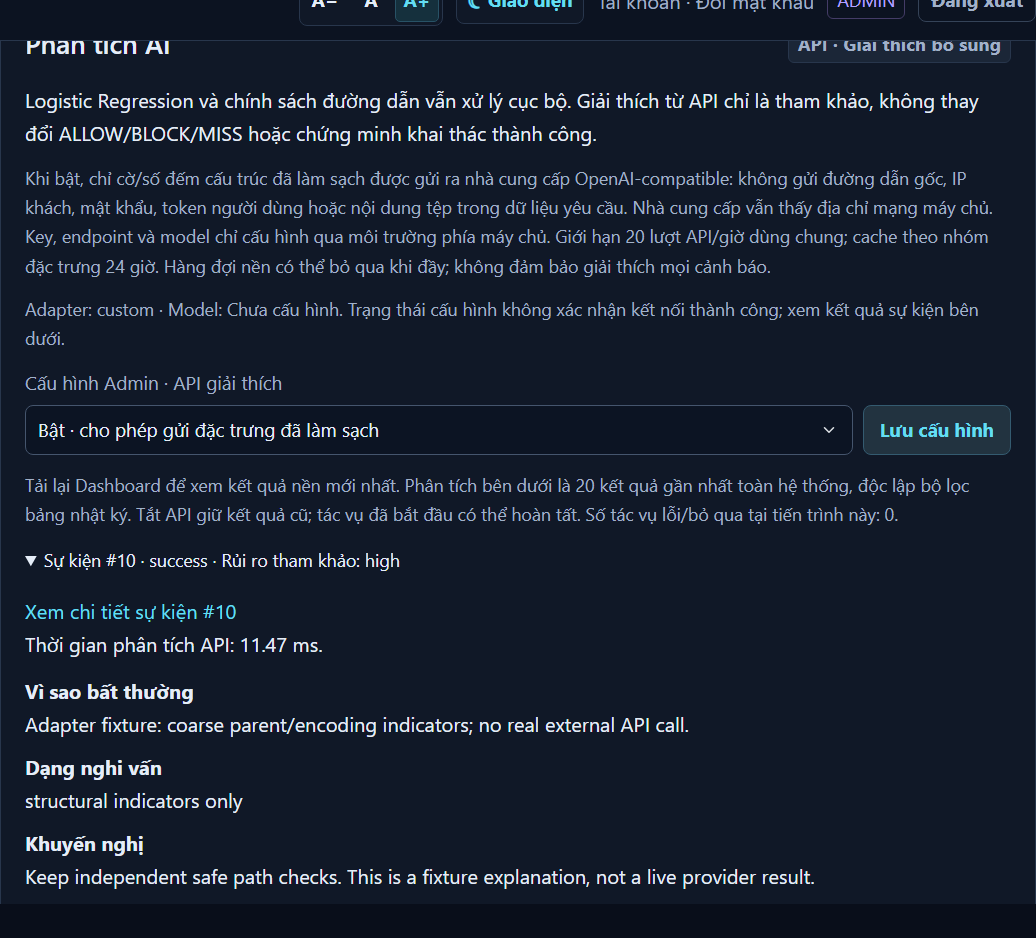 A− A A+ Giao diện Tài khoản · Đổi mật khẩu ADMIN Đăng xuất
Phân tích AI API · Giải thích bổ sung
Logistic Regression và chính sách đường dẫn vẫn xử lý cục bộ. Giải thích từ API chỉ là tham khảo, không thay
đổi ALLOW/BLOCK/MISS hoặc chứng minh khai thác thành công.
Khi bật, chỉ cờ/số đếm cấu trúc đã làm sạch được gửi ra nhà cung cấp OpenAI-compatible: không gửi đường dẫn gốc, IP
khách, mật khẩu, token người dùng hoặc nội dung tệp trong dữ liệu yêu cầu. Nhà cung cấp vẫn thấy địa chỉ mạng máy chủ.
Key, endpoint và model chỉ cấu hình qua môi trường phía máy chủ. Giới hạn 20 lượt API/giờ dùng chung; cache theo nhóm
đặc trưng 24 giờ. Hàng đợi nền có thể bỏ qua khi đầy; không đảm bảo giải thích mọi cảnh báo.
Adapter: custom · Model: Chưa cấu hình. Trạng thái cấu hình không xác nhận kết nối thành công; xem kết quả sự kiện bên
dưới.
Cấu hình Admin · API giải thích
Bật · cho phép gửi đặc trưng đã làm sạch
Lưu cấu hình
Tải lại Dashboard để xem kết quả nền mới nhất. Phân tích bên dưới là 20 kết quả gần nhất toàn hệ thống, độc lập bộ lọc
bảng nhật ký. Tắt API giữ kết quả cũ; tác vụ đã bắt đầu có thể hoàn tất. Số tác vụ lỗi/bỏ qua tại tiến trình này: 0.
▼ Sự kiện #10 · success · Rủi ro tham khảo: high
Xem chi tiết sự kiện #10
Thời gian phân tích API: 11.47 ms.
Vì sao bất thường
Adapter fixture: coarse parent/encoding indicators; no real external API call.
Dạng nghi vấn
structural indicators only
Khuyến nghị
Keep independent safe path checks. This is a fixture explanation, not a live provider result.